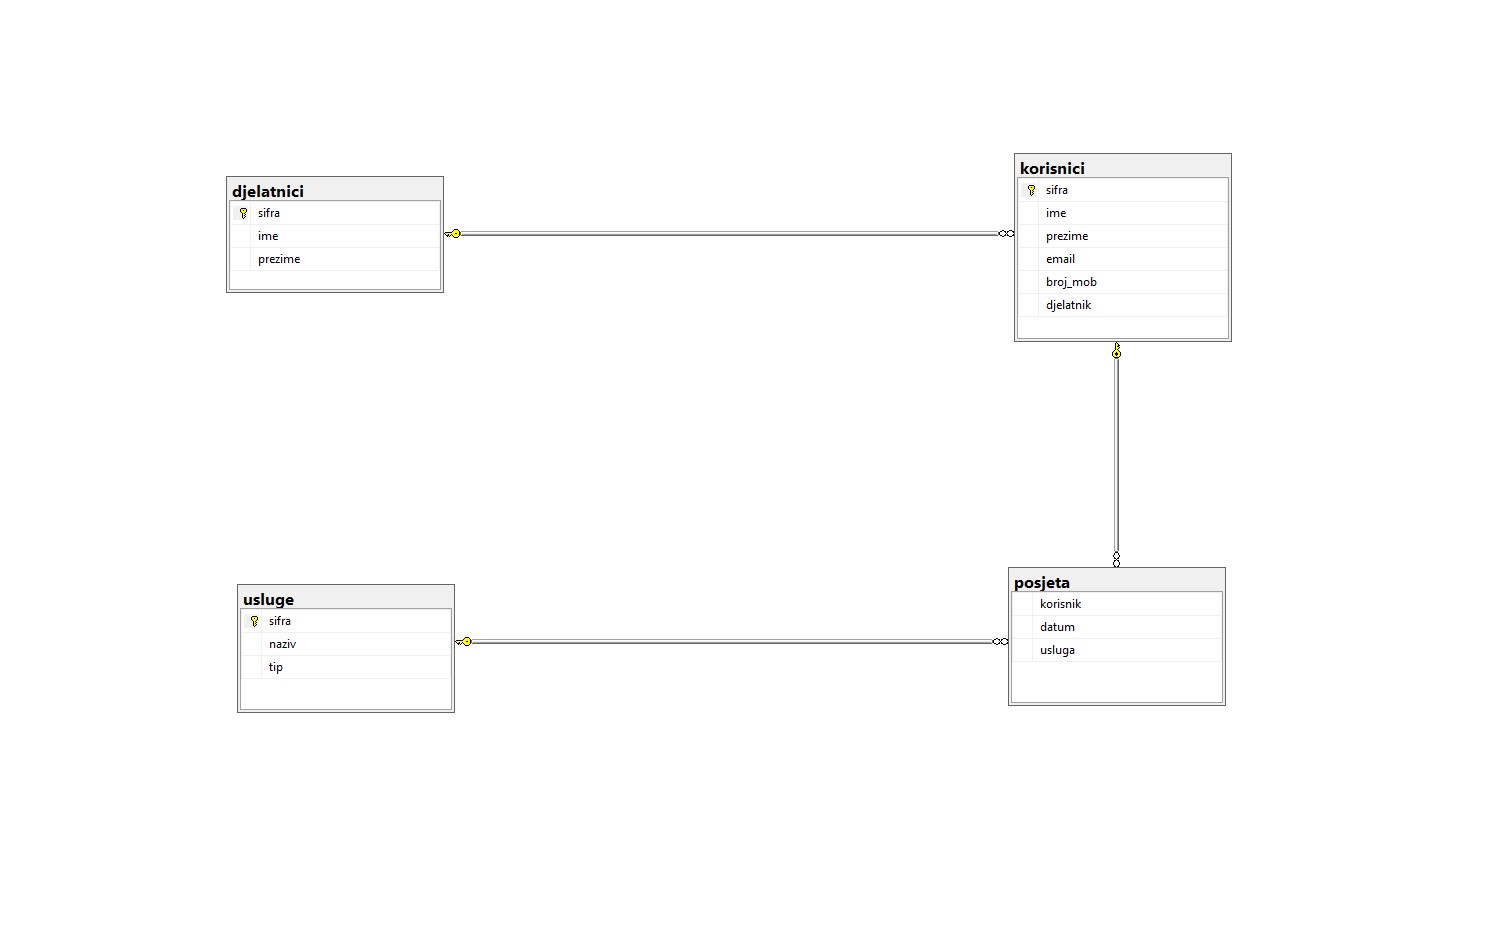 djelatnici
sifra
ime
prezime
korisnici
sifra
ime
prezime
email
broj_mob
djelatnik
usluge
sifra
naziv
tip
posjeta
korisnik
datum
usluga